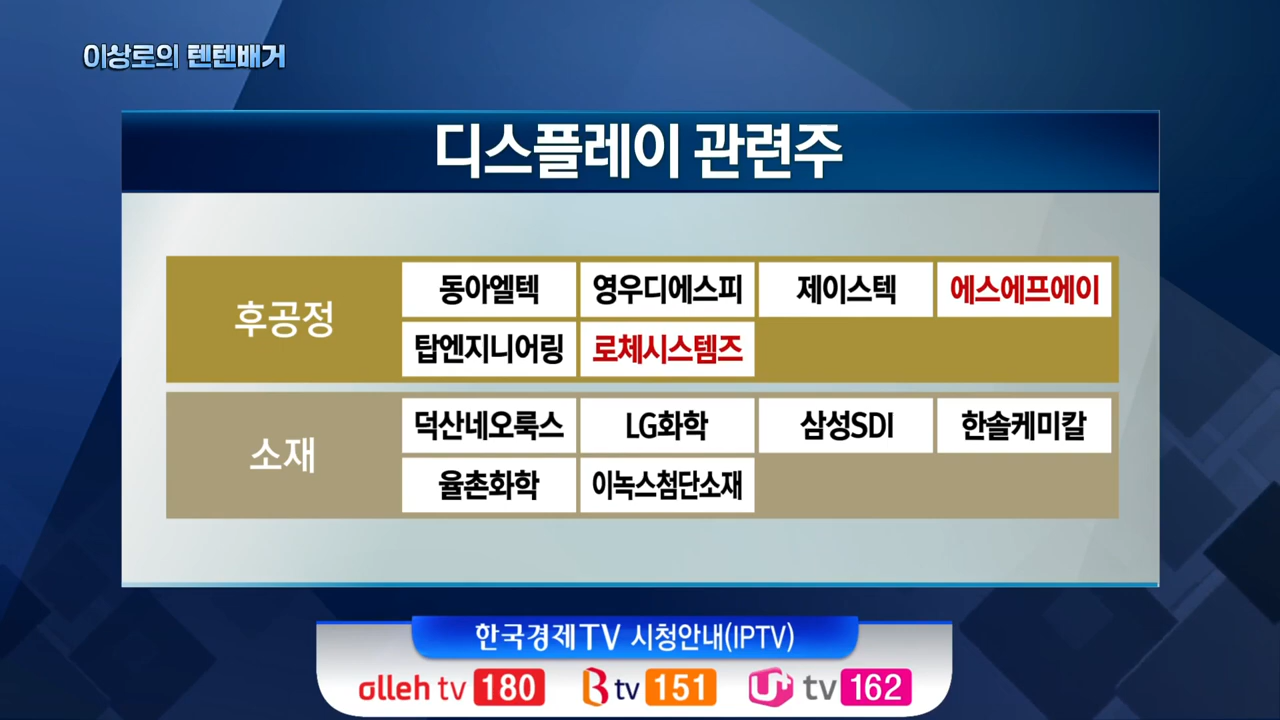 이상로의 텐텐배거
디스플레이 관련주
후공정
동아엘텍 영우디에스피 제이스텍 에스에프에이
탑엔지니어링 로체시스템즈
소재
덕산네오룩스 LG화학 삼성SDI 한솔케미칼
율촌화학 이녹스첨단소재
한국경제TV 시청안내(IPTV)
olleh tv 180 B tv 151 U+ tv 162